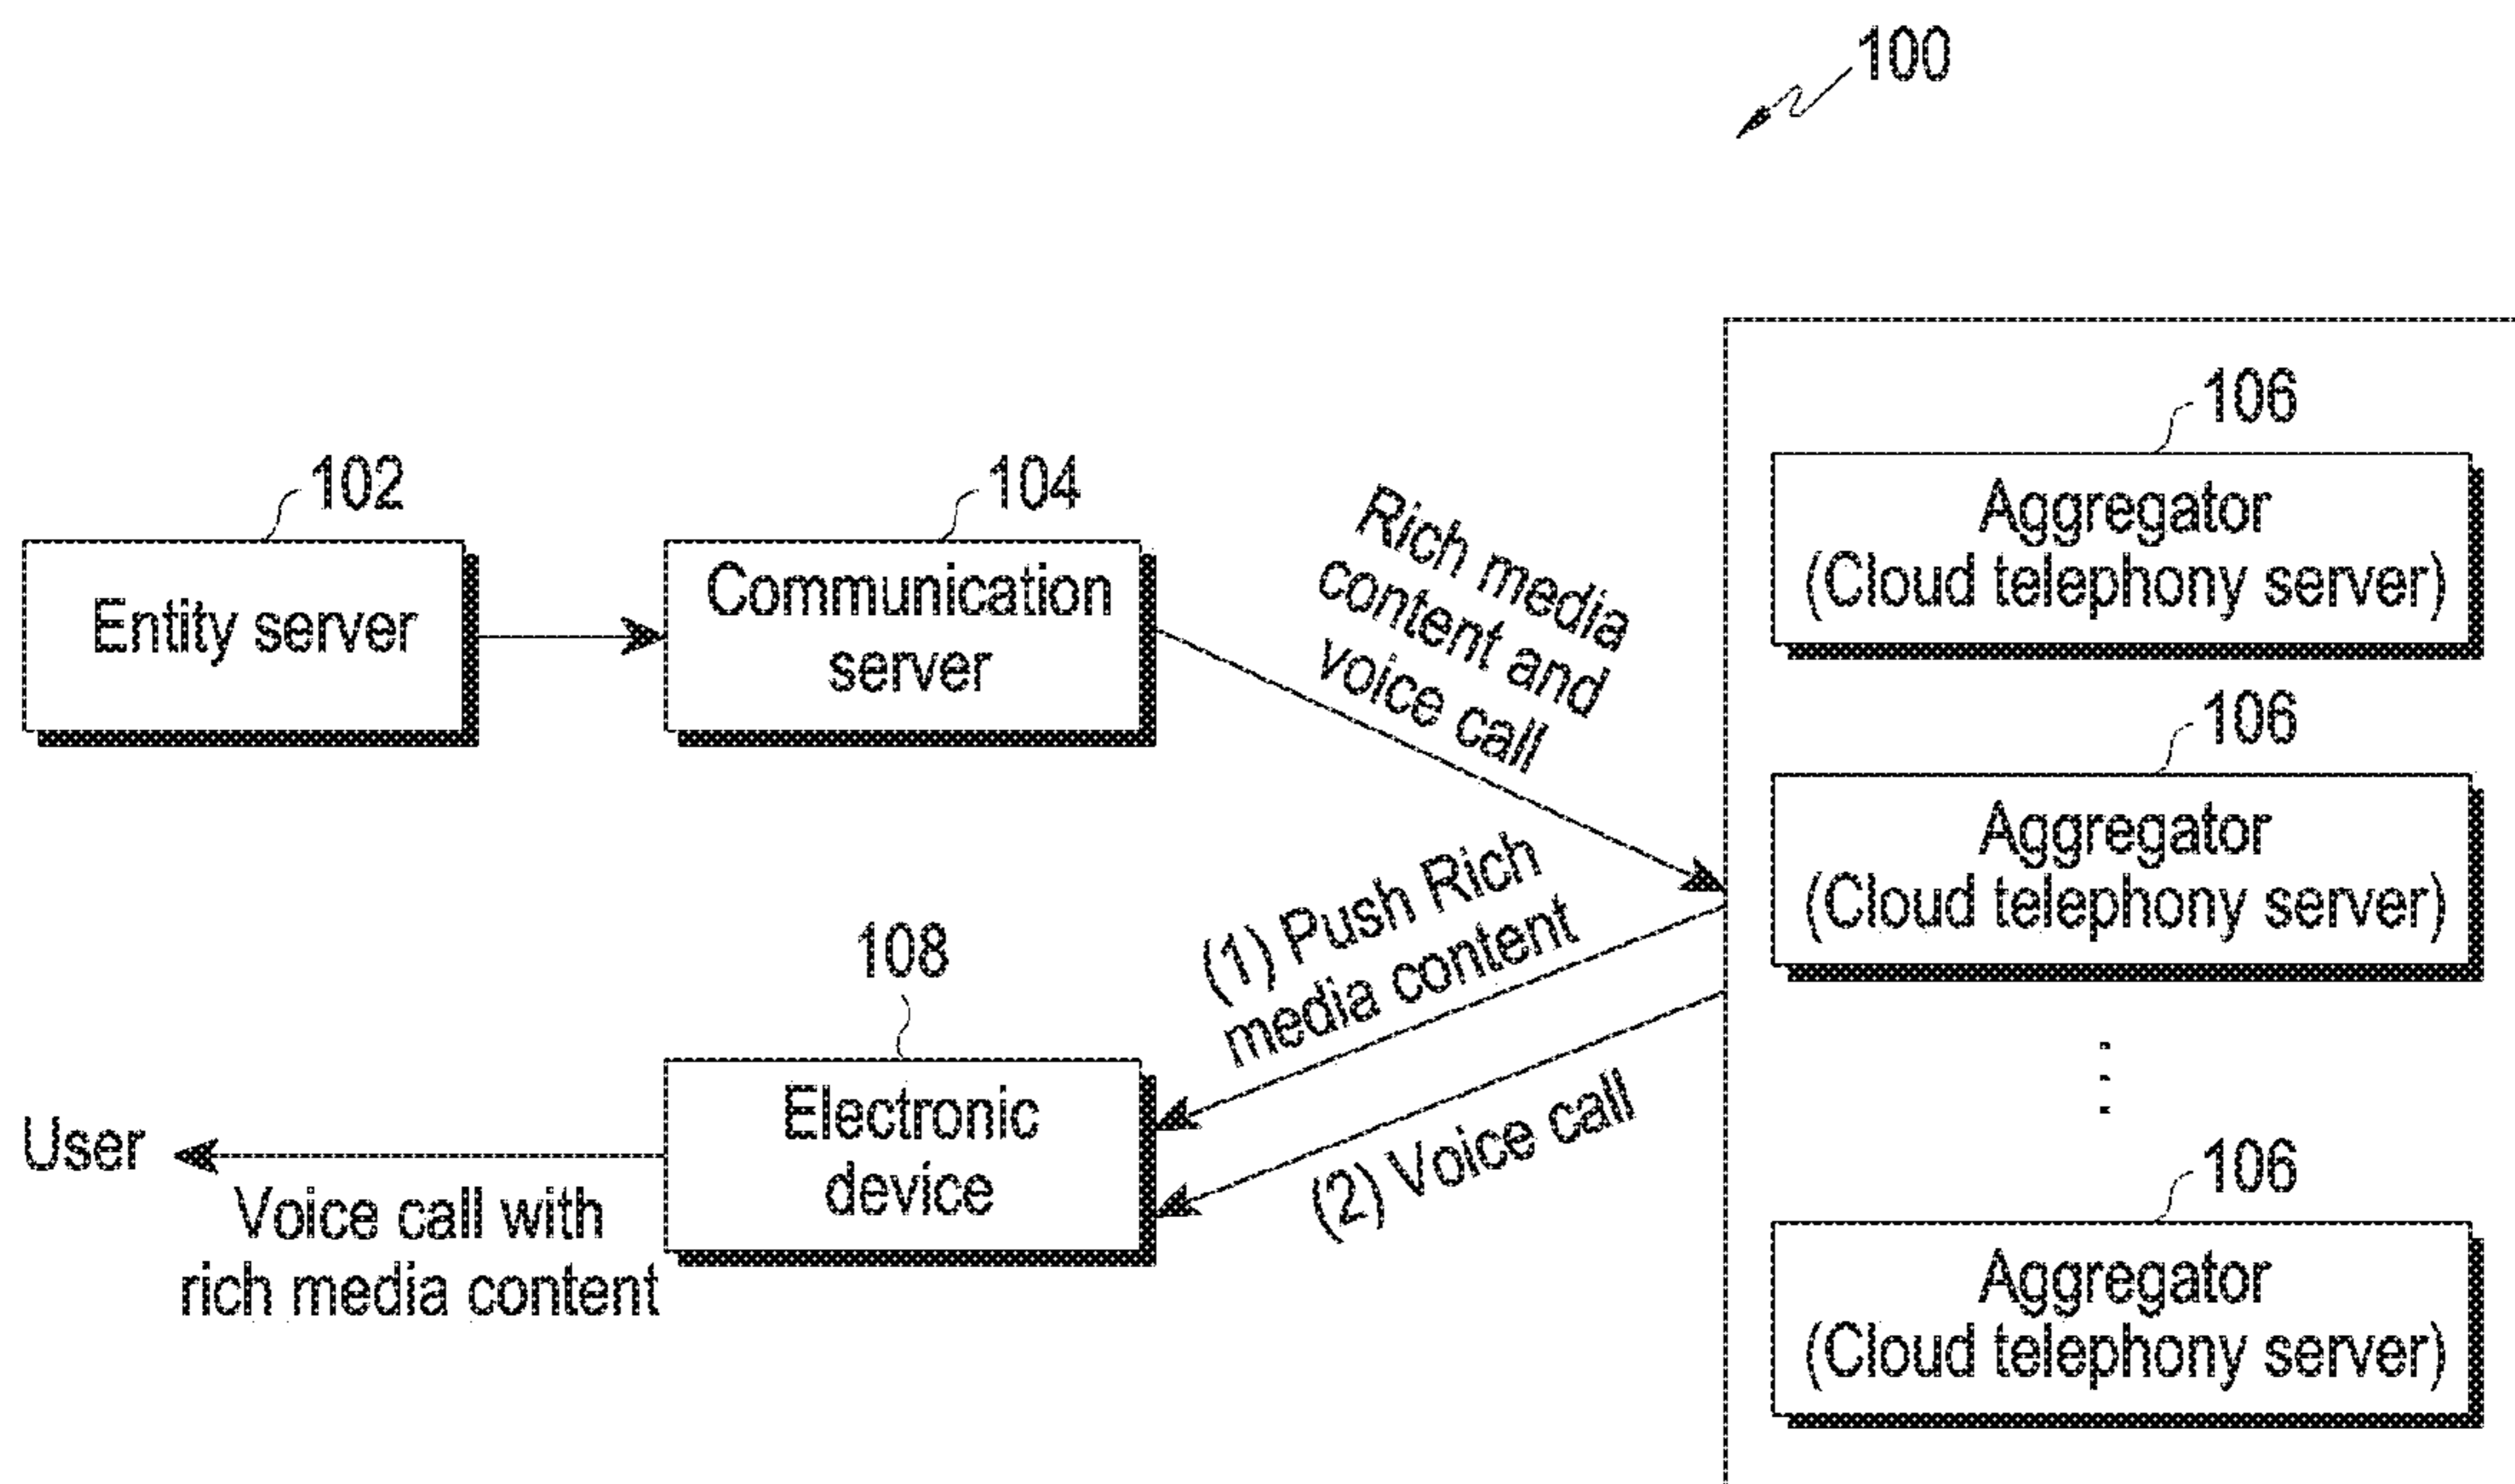 100
102
Entity server
104
Communication
server
Rich media
content and
voice call
106
Aggregator
(Cloud telephony server)
106
Aggregator
(Cloud telephony server)
106
Aggregator
(Cloud telephony server)
(1) Push Rich
media content
(2) Voice call
108
Electronic
device
User
Voice call with
rich media content